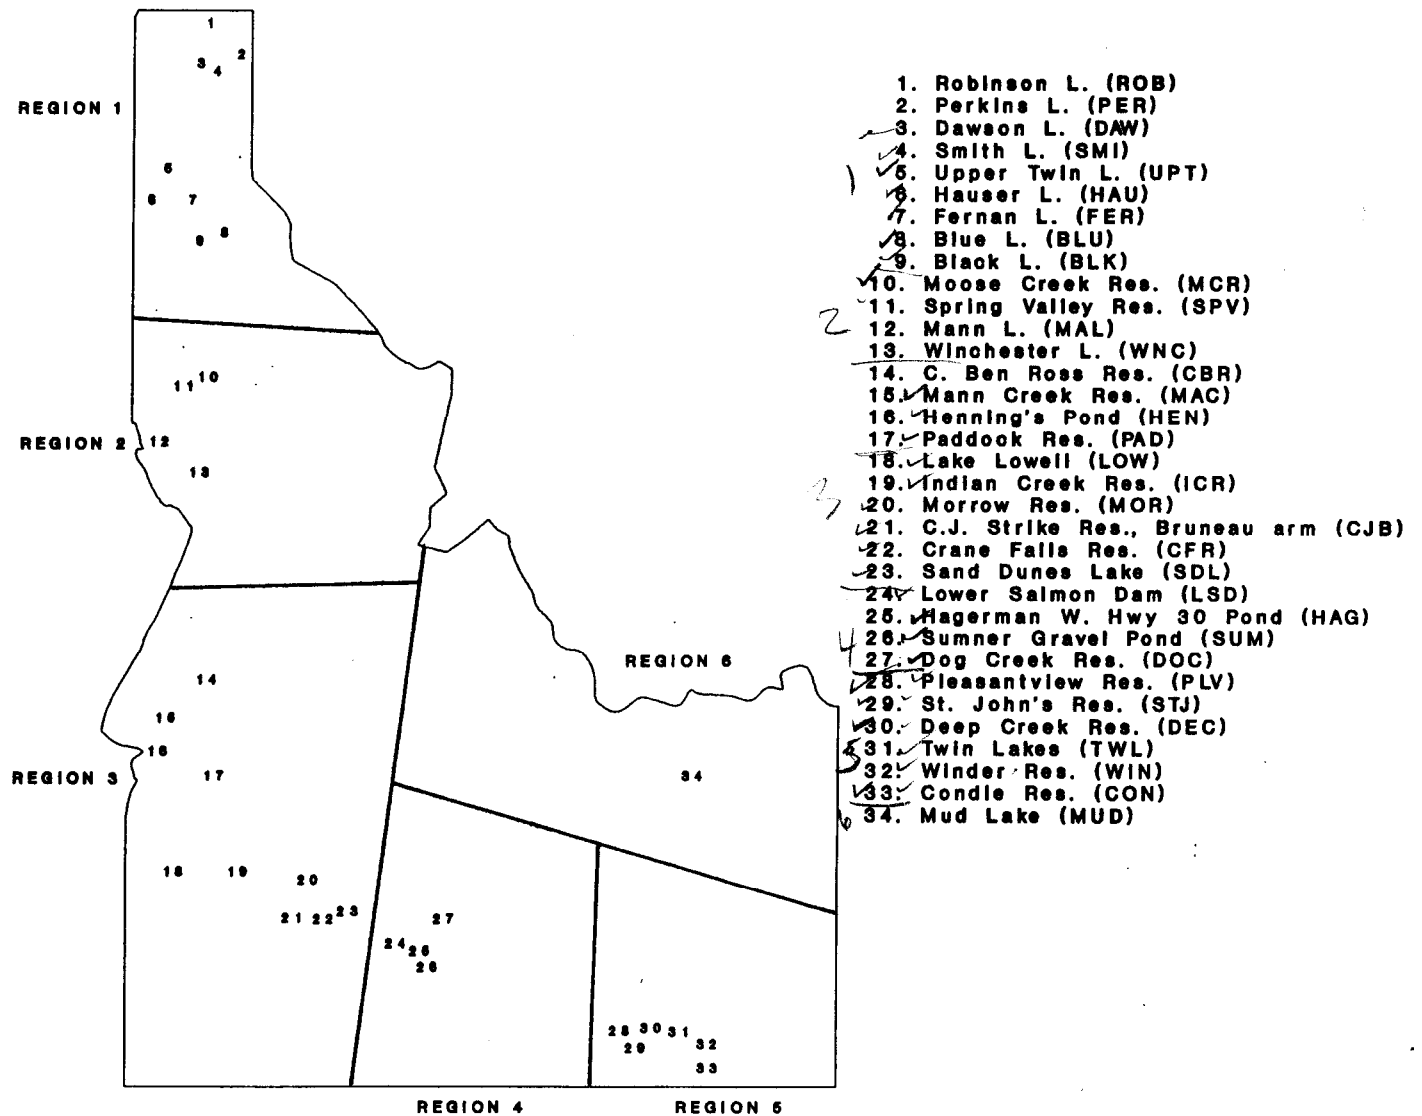 1
2
3
4
REGION 1
5
6
7
8
9
11 10
REGION 2
12
13
REGION 6
14
15
16
REGION 3
17
34
18
19
20
21 22 23
27
24 25
26
28 30 31
29
32
33
REGION 4
REGION 5
1. Robinson L. (ROB)
2. Perkins L. (PER)
3. Dawson L. (DAW)
4. Smith L. (SMI)
1
5. Upper Twin L. (UPT)
6. Hauser L. (HAU)
7. Fernan L. (FER)
8. Blue L. (BLU)
9. Black L. (BLK)
10. Moose Creek Res. (MCR)
11. Spring Valley Res. (SPV)
2
12. Mann L. (MAL)
13. Winchester L. (WNC)
14. C. Ben Ross Res. (CBR)
15. Mann Creek Res. (MAC)
16. Henning's Pond (HEN)
17. Paddock Res. (PAD)
18. Lake Lowell (LOW)
19. Indian Creek Res. (ICR)
3
20. Morrow Res. (MOR)
21. C.J. Strike Res., Bruneau arm (CJB)
22. Crane Falls Res. (CFR)
23. Sand Dunes Lake (SDL)
24. Lower Salmon Dam (LSD)
25. Hagerman W. Hwy 30 Pond (HAG)
4
26. Sumner Gravel Pond (SUM)
27. Dog Creek Res. (DOC)
28. Pleasantview Res. (PLV)
29. St. John's Res. (STJ)
30. Deep Creek Res. (DEC)
5
31. Twin Lakes (TWL)
32. Winder Res. (WIN)
33. Condie Res. (CON)
6
34. Mud Lake (MUD)